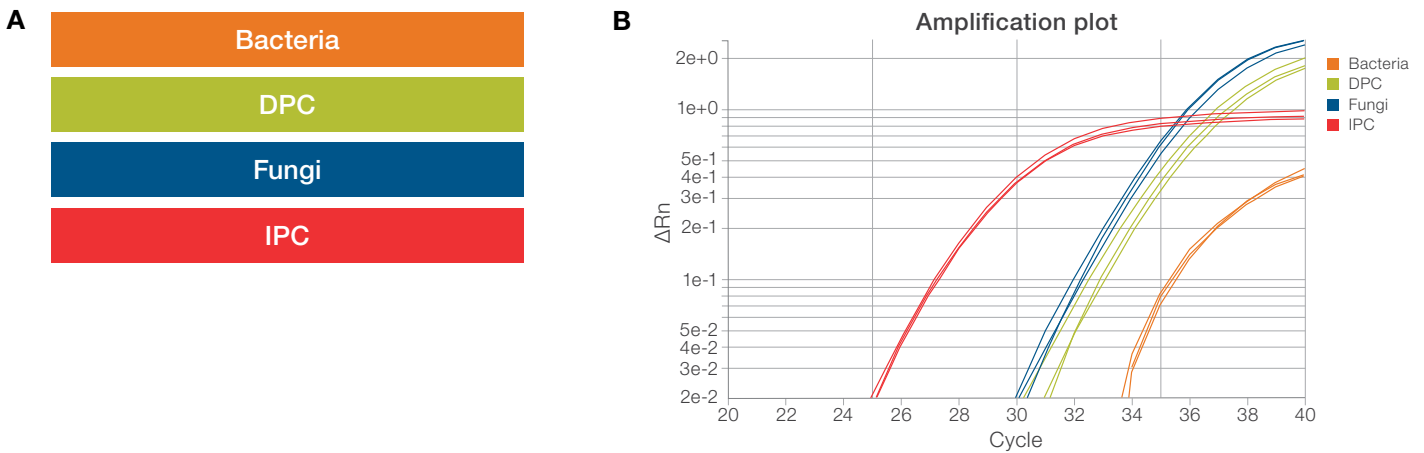 A
Bacteria
DPC
Fungi
IPC
B
Amplification plot
2e+0
1e+0
5e-1
4e-1
3e-1
2e-1
1e-1
5e-2
4e-2
3e-2
2e-2
ΔRn
20 22 24 26 28 30 32 34 36 38 40
Cycle
Bacteria
DPC
Fungi
IPC